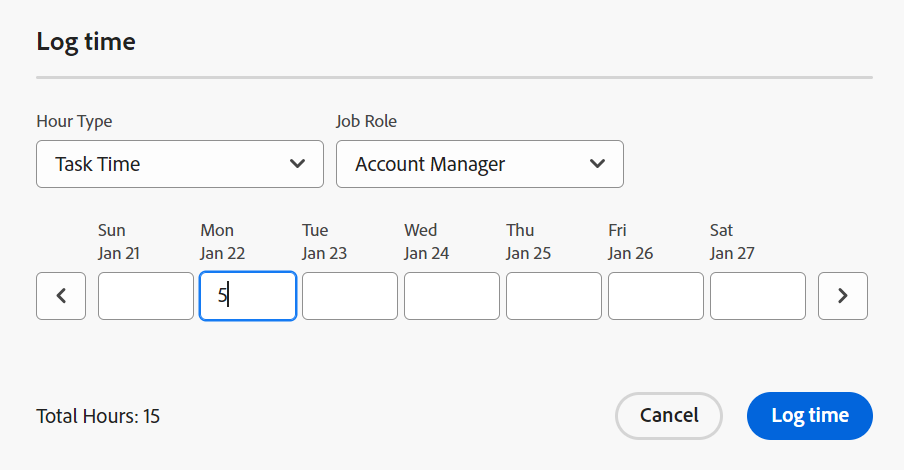 Log time
Hour Type Job Role
Task Time Account Manager
Sun Mon Tue Wed Thu Fri Sat
Jan 21 Jan 22 Jan 23 Jan 24 Jan 25 Jan 26 Jan 27
5
Total Hours: 15 Cancel Log time